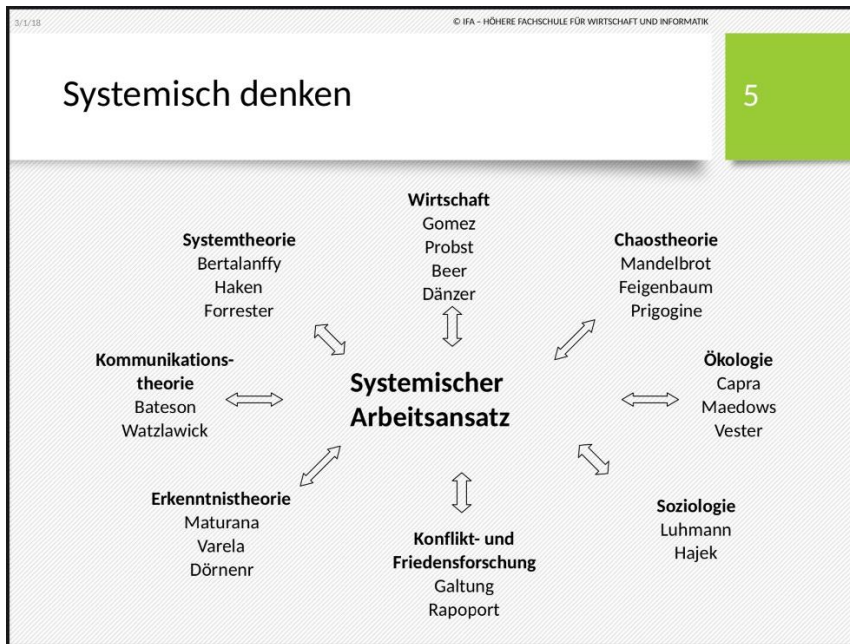 3/1/18
© IFA – HÖHERE FACHSCHULE FÜR WIRTSCHAFT UND INFORMATIK
Systemisch denken
5
Wirtschaft
Gomez
Probst
Beer
Dänzer
Systemtheorie
Bertalanffy
Haken
Forrester
Chaostheorie
Mandelbrot
Feigenbaum
Prigogine
Kommunikations-
theorie
Bateson
Watzlawick
Systemischer
Arbeitsansatz
Ökologie
Capra
Maedows
Vester
Erkenntnistheorie
Maturana
Varela
Dörnenr
Konflikt- und
Friedensforschung
Galtung
Rapoport
Soziologie
Luhmann
Hajek